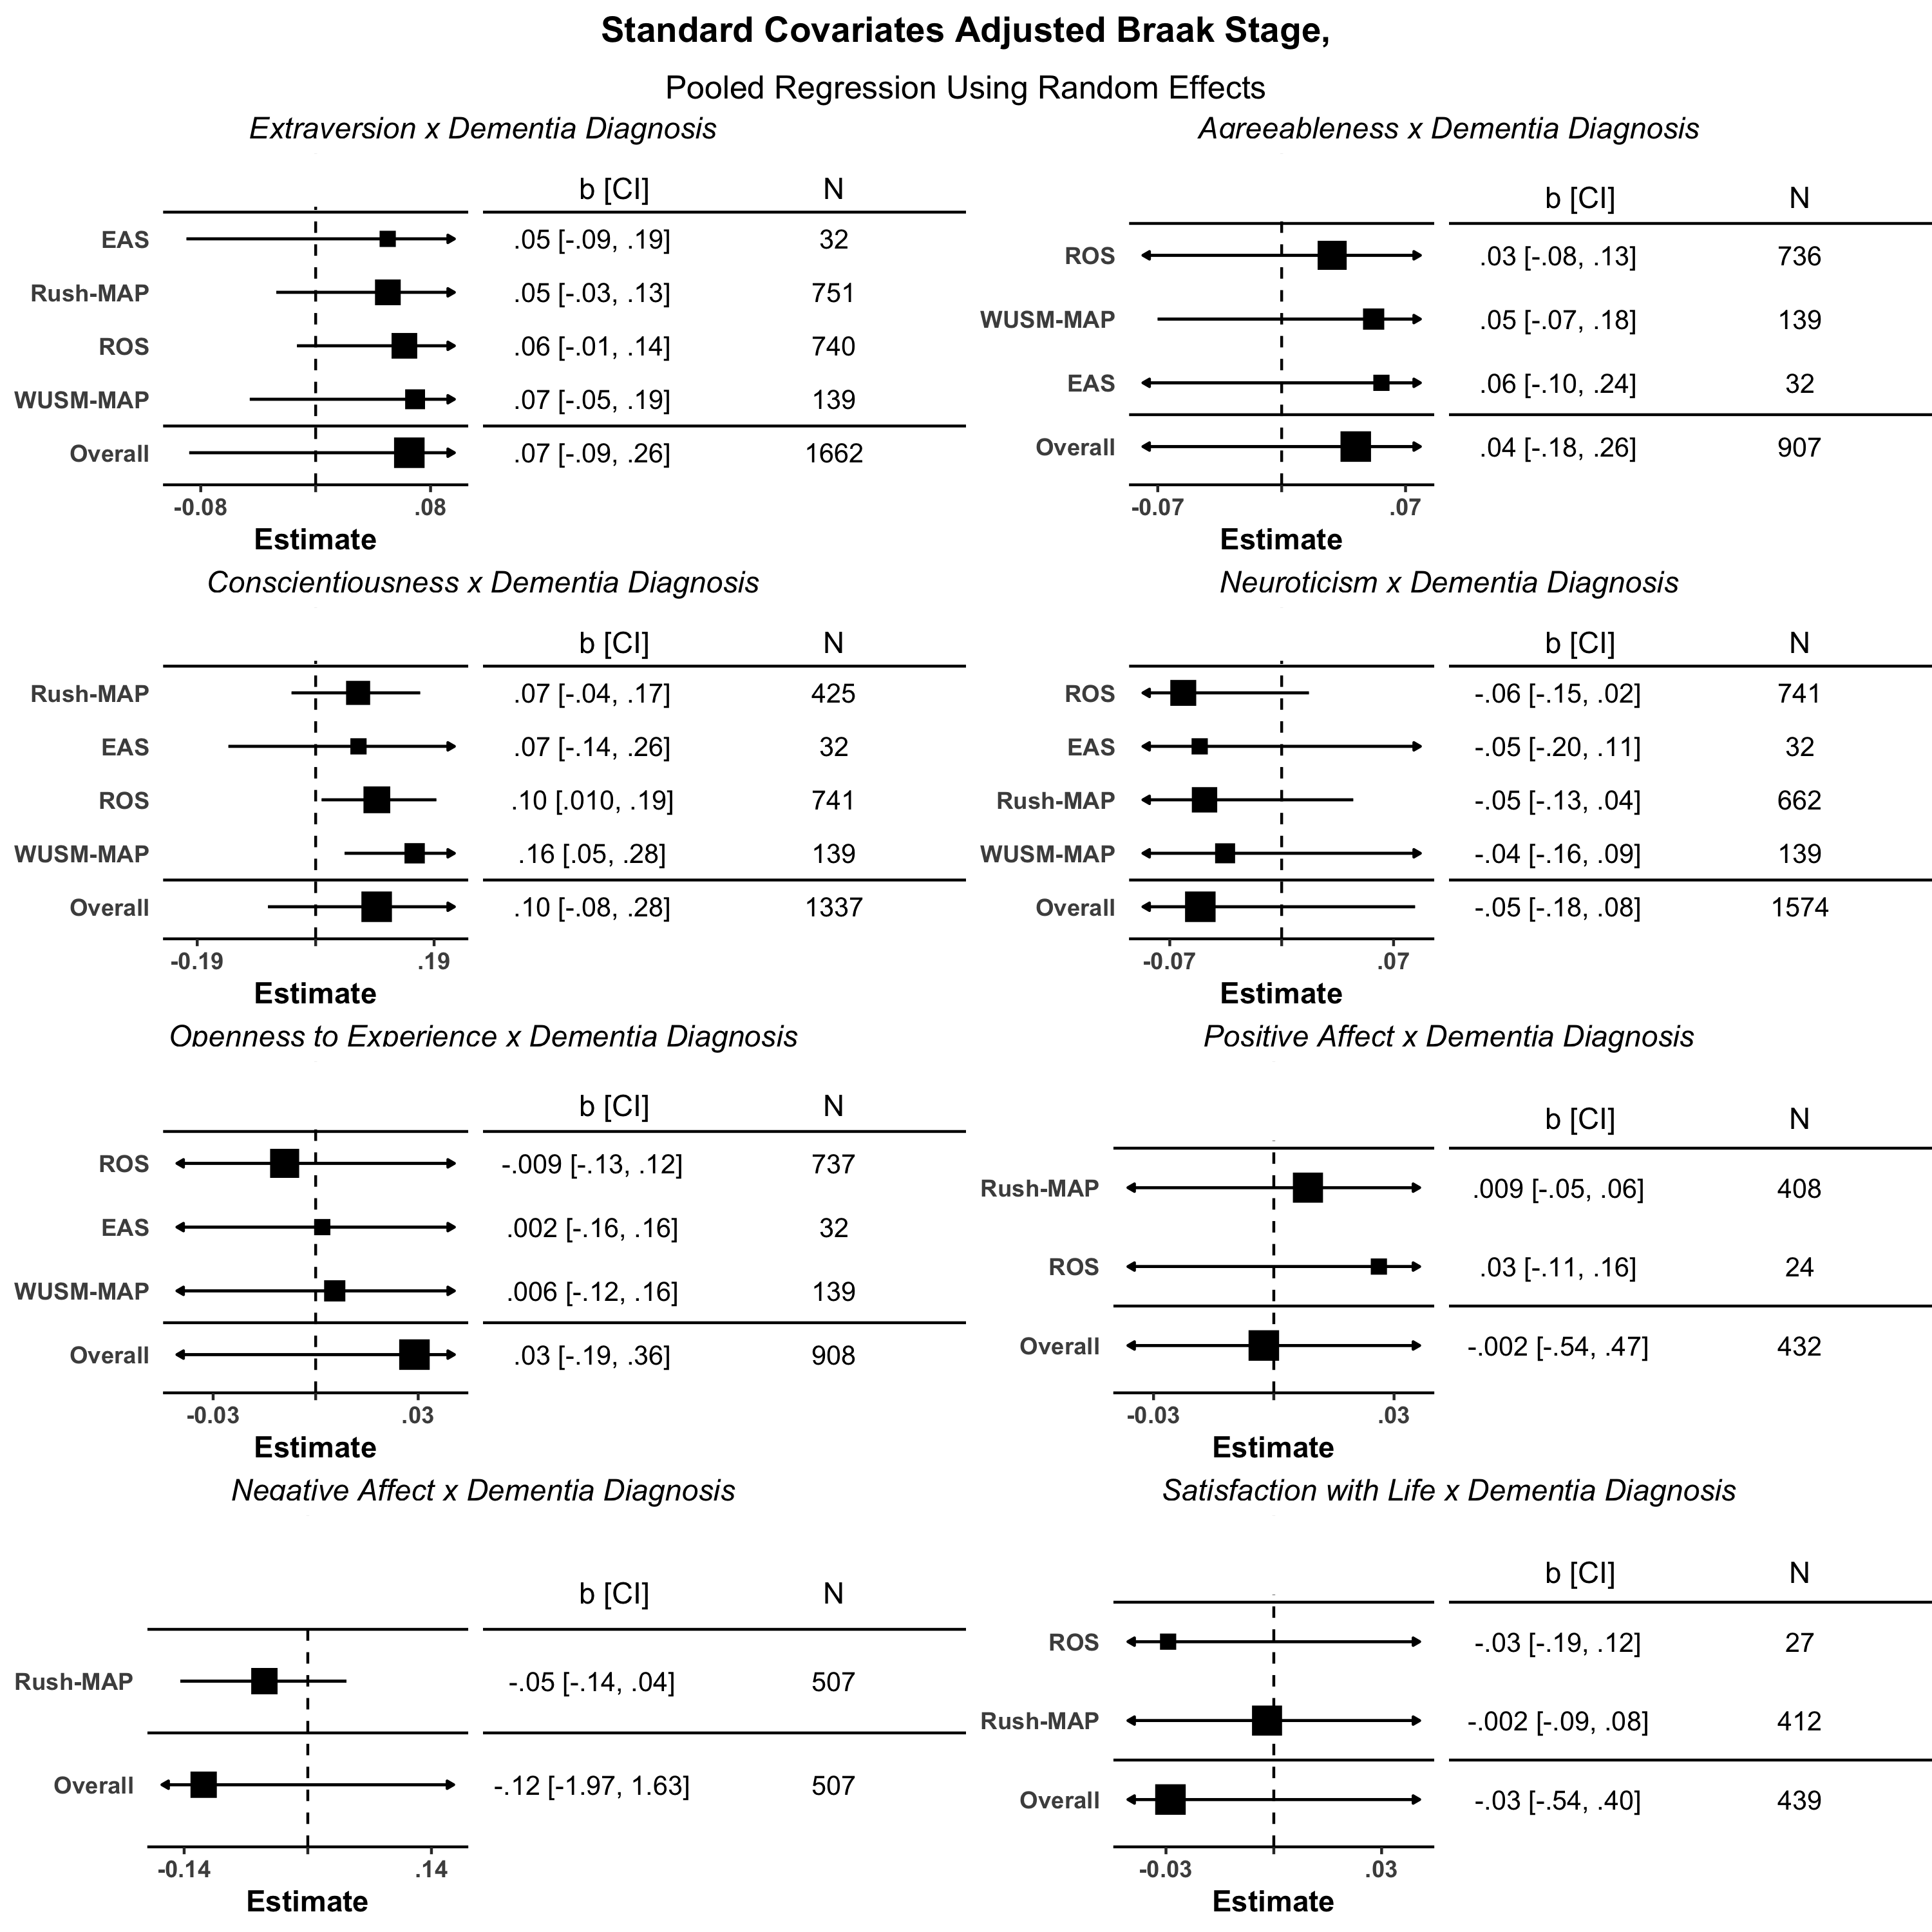 Standard Covariates Adjusted Braak Stage,
Pooled Regression Using Random Effects
Extraversion x Dementia Diagnosis
b [CI] N
EAS .05 [-.09, .19] 32
Rush-MAP .05 [-.03, .13] 751
ROS .06 [-.01, .14] 740
WUSM-MAP .07 [-.05, .19] 139
Overall .07 [-.09, .26] 1662
-0.08 .08
Estimate
Agreeableness x Dementia Diagnosis
b [CI] N
ROS .03 [-.08, .13] 736
WUSM-MAP .05 [-.07, .18] 139
EAS .06 [-.10, .24] 32
Overall .04 [-.18, .26] 907
-0.07 .07
Estimate
Conscientiousness x Dementia Diagnosis
b [CI] N
Rush-MAP .07 [-.04, .17] 425
EAS .07 [-.14, .26] 32
ROS .10 [.010, .19] 741
WUSM-MAP .16 [.05, .28] 139
Overall .10 [-.08, .28] 1337
-0.19 .19
Estimate
Neuroticism x Dementia Diagnosis
b [CI] N
ROS -.06 [-.15, .02] 741
EAS -.05 [-.20, .11] 32
Rush-MAP -.05 [-.13, .04] 662
WUSM-MAP -.04 [-.16, .09] 139
Overall -.05 [-.18, .08] 1574
-0.07 .07
Estimate
Openness to Experience x Dementia Diagnosis
b [CI] N
ROS -.009 [-.13, .12] 737
EAS .002 [-.16, .16] 32
WUSM-MAP .006 [-.12, .16] 139
Overall .03 [-.19, .36] 908
-0.03 .03
Estimate
Positive Affect x Dementia Diagnosis
b [CI] N
Rush-MAP .009 [-.05, .06] 408
ROS .03 [-.11, .16] 24
Overall -.002 [-.54, .47] 432
-0.03 .03
Estimate
Negative Affect x Dementia Diagnosis
b [CI] N
Rush-MAP -.05 [-.14, .04] 507
Overall -.12 [-1.97, 1.63] 507
-0.14 .14
Estimate
Satisfaction with Life x Dementia Diagnosis
b [CI] N
ROS -.03 [-.19, .12] 27
Rush-MAP -.002 [-.09, .08] 412
Overall -.03 [-.54, .40] 439
-0.03 .03
Estimate